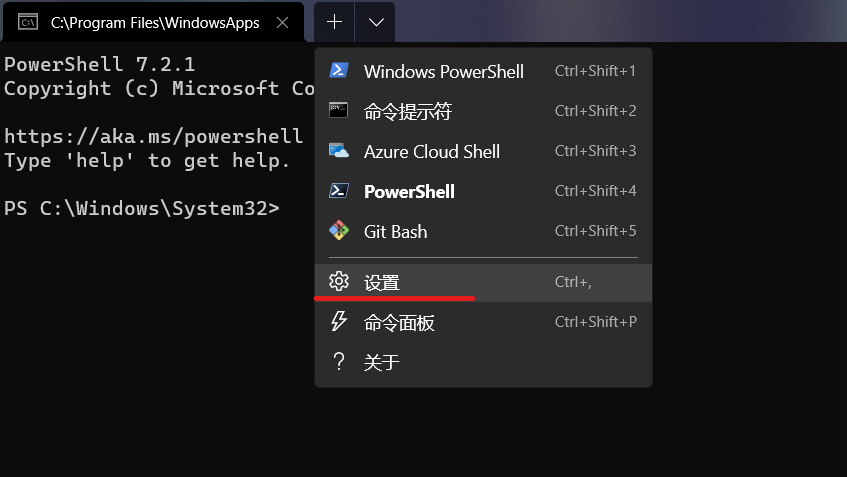 C:\Program Files\WindowsApps
PowerShell 7.2.1
Copyright (c) Microsoft Co
https://aka.ms/powershell
Type 'help' to get help.
PS C:\Windows\System32>
Windows PowerShell Ctrl+Shift+1
命令提示符 Ctrl+Shift+2
Azure Cloud Shell Ctrl+Shift+3
PowerShell Ctrl+Shift+4
Git Bash Ctrl+Shift+5
设置 Ctrl+,
命令面板 Ctrl+Shift+P
关于